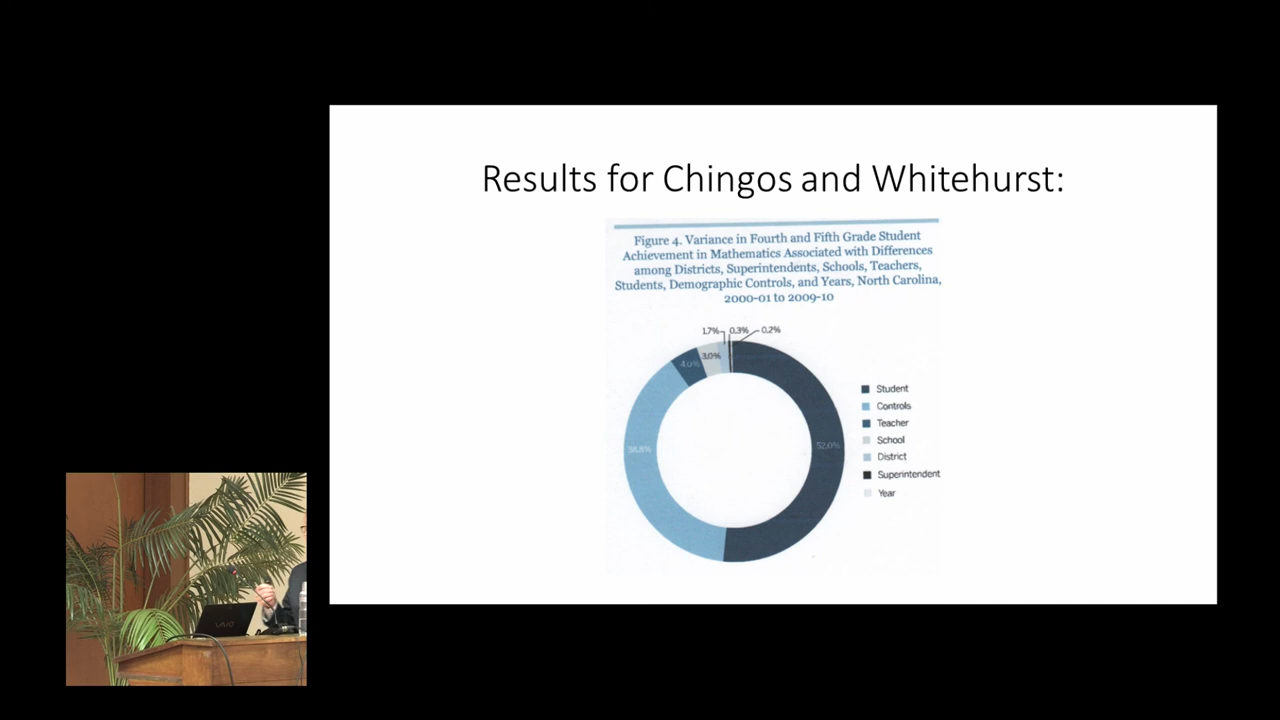 Results for Chingos and Whitehurst:
Figure 4. Variance in Fourth and Fifth Grade Student
Achievement in Mathematics Associated with Differences
among Districts, Superintendents, Schools, Teachers,
Students, Demographic Controls, and Years, North Carolina,
2000-01 to 2009-10
1.7% 0.3% 0.2%
4.0% 3.0%
38.8% 52.0%
Student
Controls
Teacher
School
District
Superintendent
Year
VAIO